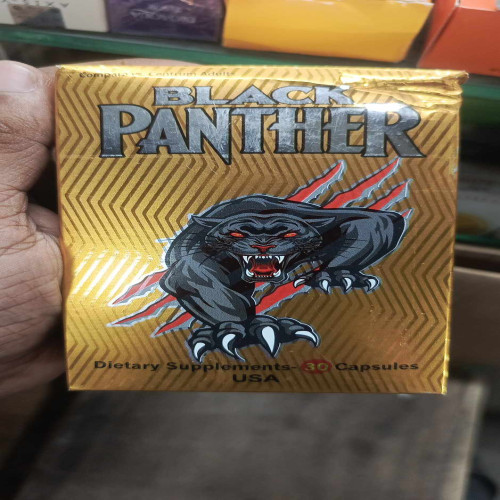 BLACK
PANTHER
Dietary Supplements- 30 Capsules
USA